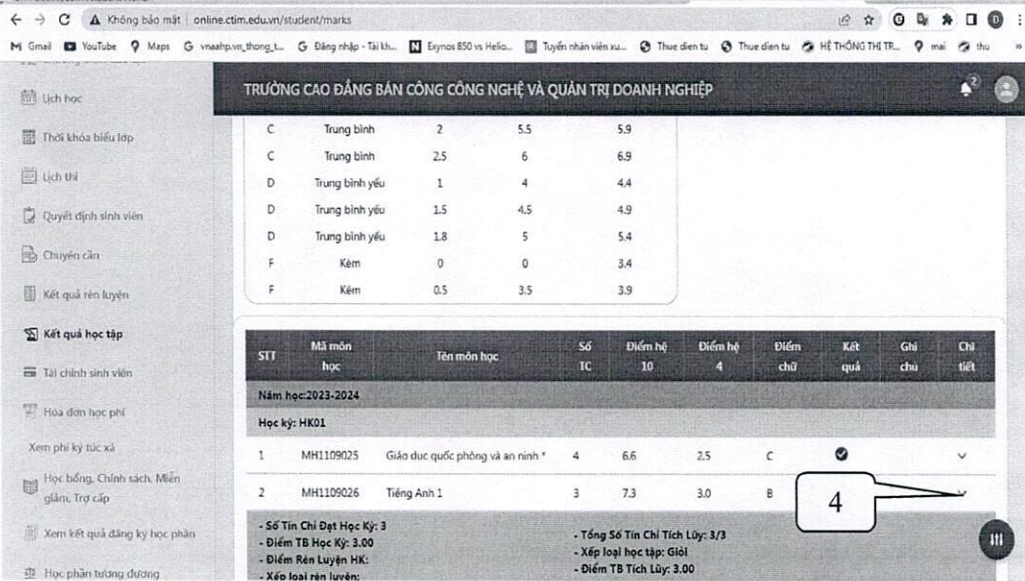 Không bảo mật | online.ctim.edu.vn/student/marks
Gmail YouTube Maps vnaahp.vn_thong_t... Đăng nhập - Tài kh... Exynos 850 vs Helio... Tuyển nhân viên xu... Thue dien tu Thue dien tu HỆ THỐNG THI TR... mai thu »
TRƯỜNG CAO ĐẲNG BÁN CÔNG CÔNG NGHỆ VÀ QUẢN TRỊ DOANH NGHIỆP 2
Lịch học
Thời khóa biểu lớp
Lịch thi
Quyết định sinh viên
Chuyên cần
Kết quả rèn luyện
Kết quả học tập
Tài chính sinh viên
Hóa đơn học phí
Xem phí ký túc xá
Học bổng, Chính sách, Miễn
giảm, Trợ cấp
Xem kết quả đăng ký học phần
Học phần tương đương
C Trung bình 2 5.5 5.9
C Trung bình 2.5 6 6.9
D Trung bình yếu 1 4 4.4
D Trung bình yếu 1.5 4.5 4.9
D Trung bình yếu 1.8 5 5.4
F Kém 0 0 3.4
F Kém 0.5 3.5 3.9
STT Mã môn học Tên môn học Số TC Điểm hệ 10 Điểm hệ 4 Điểm chữ Kết quả Ghi chú Chi tiết
Năm học:2023-2024
Học kỳ: HK01
1 MH1109025 Giáo dục quốc phòng và an ninh * 4 6.6 2.5 C
2 MH1109026 Tiếng Anh 1 3 7.3 3.0 B
4
- Số Tín Chỉ Đạt Học Kỳ: 3
- Điểm TB Học Kỳ: 3.00
- Điểm Rèn Luyện HK:
- Xếp loại rèn luyện:
- Tổng Số Tín Chỉ Tích Lũy: 3/3
- Xếp loại học tập: Giỏi
- Điểm TB Tích Lũy: 3.00